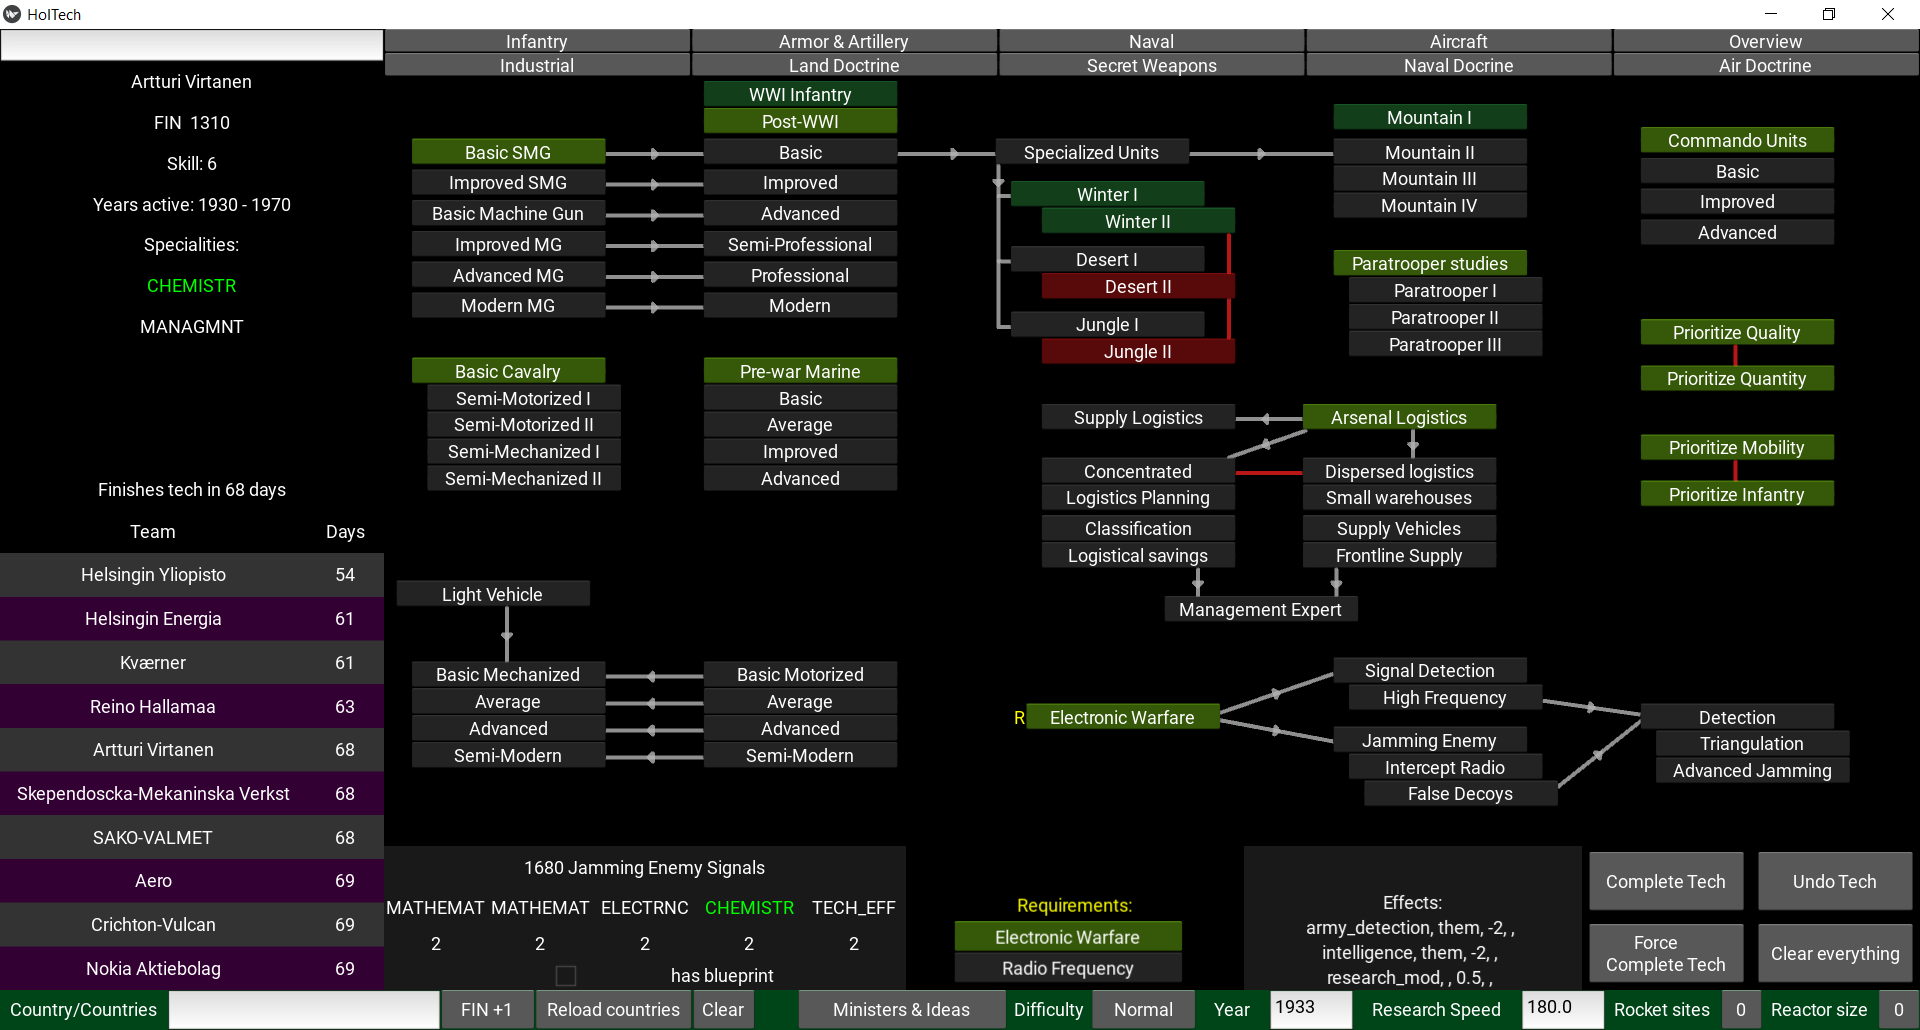 HoITech
Infantry
Armor & Artillery
Naval
Aircraft
Overview
Industrial
Land Doctrine
Secret Weapons
Naval Docrine
Air Doctrine
Artturi Virtanen
FIN 1310
Skill: 6
Years active: 1930 - 1970
Specialities:
CHEMISTR
MANAGMNT
Finishes tech in 68 days
Team Days
Helsingin Yliopisto 54
Helsingin Energia 61
Kværner 61
Reino Hallamaa 63
Artturi Virtanen 68
Skependoscka-Mekaninska Verkst 68
SAKO-VALMET 68
Aero 69
Crichton-Vulcan 69
Nokia Aktiebolag 69
Basic SMG
Improved SMG
Basic Machine Gun
Improved MG
Advanced MG
Modern MG
WWI Infantry
Post-WWI
Basic
Improved
Advanced
Semi-Professional
Professional
Modern
Specialized Units
Winter I
Winter II
Desert I
Desert II
Jungle I
Jungle II
Mountain I
Mountain II
Mountain III
Mountain IV
Paratrooper studies
Paratrooper I
Paratrooper II
Paratrooper III
Commando Units
Basic
Improved
Advanced
Prioritize Quality
Prioritize Quantity
Prioritize Mobility
Prioritize Infantry
Basic Cavalry
Semi-Motorized I
Semi-Motorized II
Semi-Mechanized I
Semi-Mechanized II
Pre-war Marine
Basic
Average
Improved
Advanced
Supply Logistics
Arsenal Logistics
Concentrated
Logistics Planning
Classification
Logistical savings
Dispersed logistics
Small warehouses
Supply Vehicles
Frontline Supply
Management Expert
Light Vehicle
Basic Mechanized
Average
Advanced
Semi-Modern
Basic Motorized
Average
Advanced
Semi-Modern
R Electronic Warfare
Signal Detection
High Frequency
Jamming Enemy
Intercept Radio
False Decoys
Detection
Triangulation
Advanced Jamming
1680 Jamming Enemy Signals
MATHEMAT MATHEMAT ELECTRNC CHEMISTR TECH_EFF
2 2 2 2 2
has blueprint
Requirements:
Electronic Warfare
Radio Frequency
Effects:
army_detection, them, -2, ,
intelligence, them, -2, ,
research_mod, , 0.5, ,
Complete Tech
Undo Tech
Force
Complete Tech
Clear everything
Country/Countries
FIN +1
Reload countries
Clear
Ministers & Ideas
Difficulty
Normal
Year
1933
Research Speed
180.0
Rocket sites
0
Reactor size
0